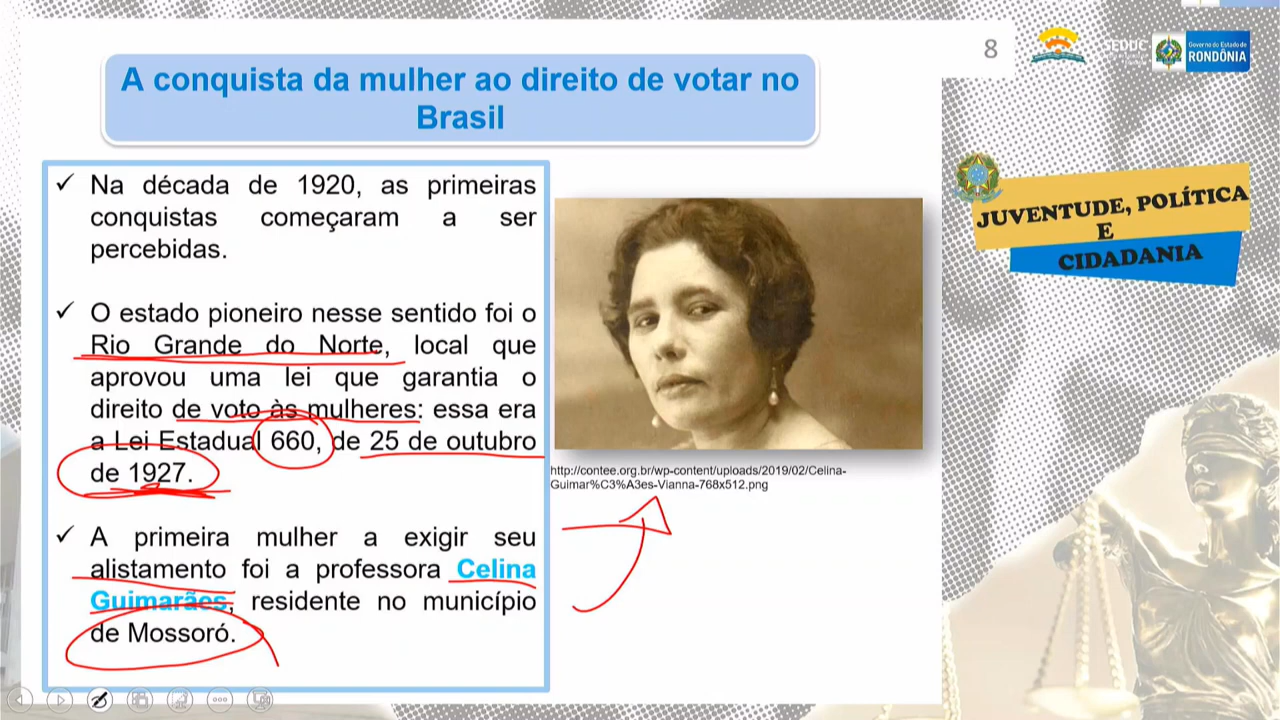 8
SEDUC
Governo do Estado de
RONDÔNIA
A conquista da mulher ao direito de votar no
Brasil
JUVENTUDE, POLÍTICA
E
CIDADANIA
✓ Na década de 1920, as primeiras
conquistas começaram a ser
percebidas.
✓ O estado pioneiro nesse sentido foi o
Rio Grande do Norte, local que
aprovou uma lei que garantia o
direito de voto às mulheres: essa era
a Lei Estadual 660, de 25 de outubro
de 1927.
✓ A primeira mulher a exigir seu
alistamento foi a professora Celina
Guimarães, residente no município
de Mossoró.
http://contee.org.br/wp-content/uploads/2019/02/Celina-
Guimar%C3%A3es-Vianna-768x512.png